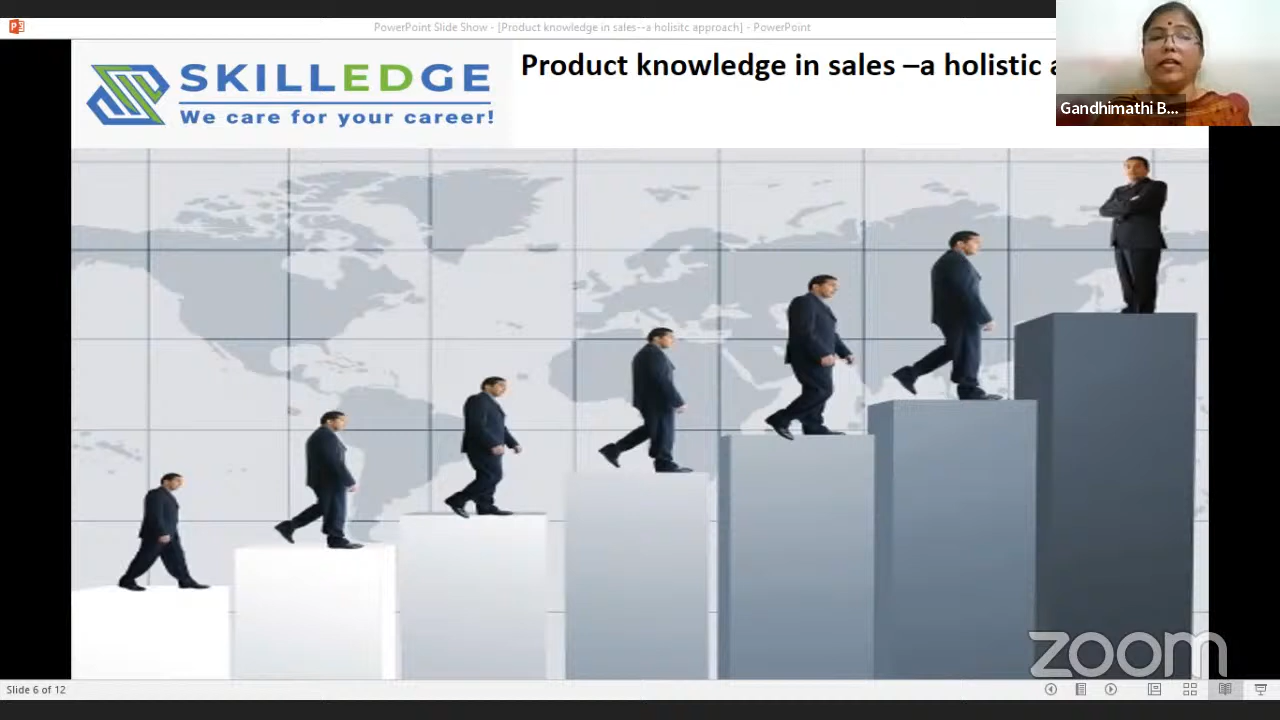 PowerPoint Slide Show - [Product knowledge in sales--a holisitc approach] - PowerPoint
SKILLEDGE
We care for your career!
Product knowledge in sales –a holistic a
Gandhimathi B...
zoom
Slide 6 of 12